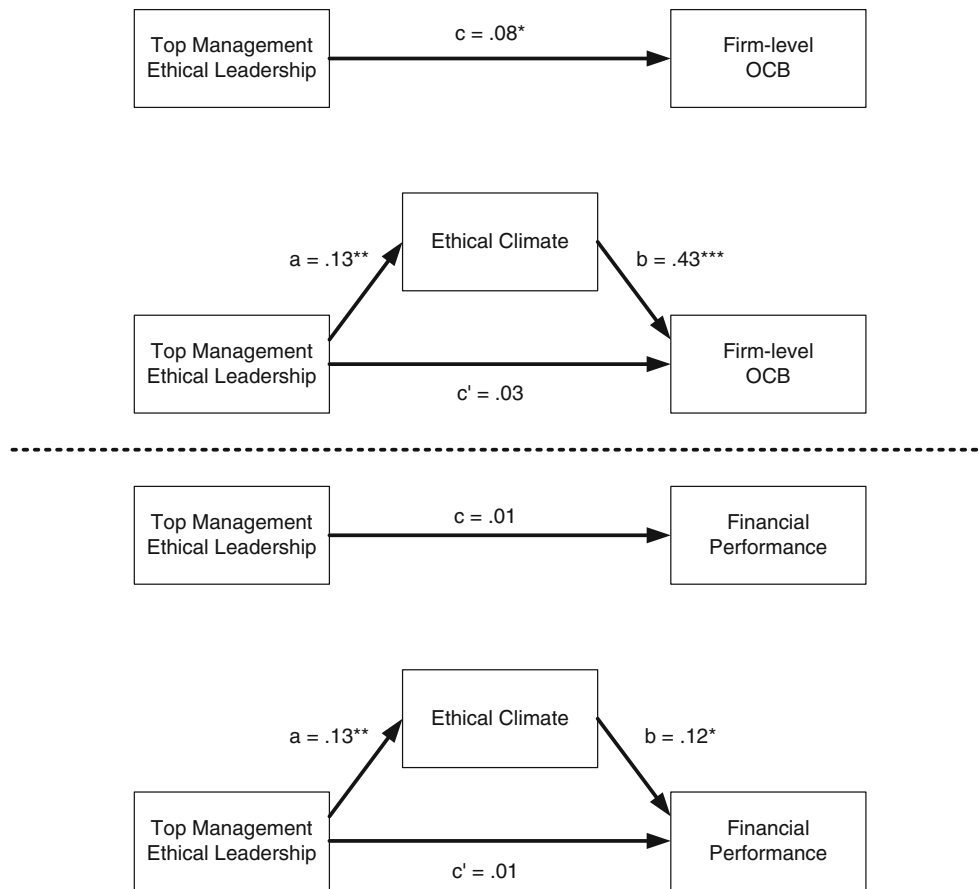 c = .08*
Top Management
Ethical Leadership
Firm-level
OCB
Ethical Climate
a = .13**
b = .43***
Top Management
Ethical Leadership
Firm-level
OCB
c' = .03
c = .01
Top Management
Ethical Leadership
Financial
Performance
Ethical Climate
a = .13**
b = .12*
Top Management
Ethical Leadership
Financial
Performance
c' = .01